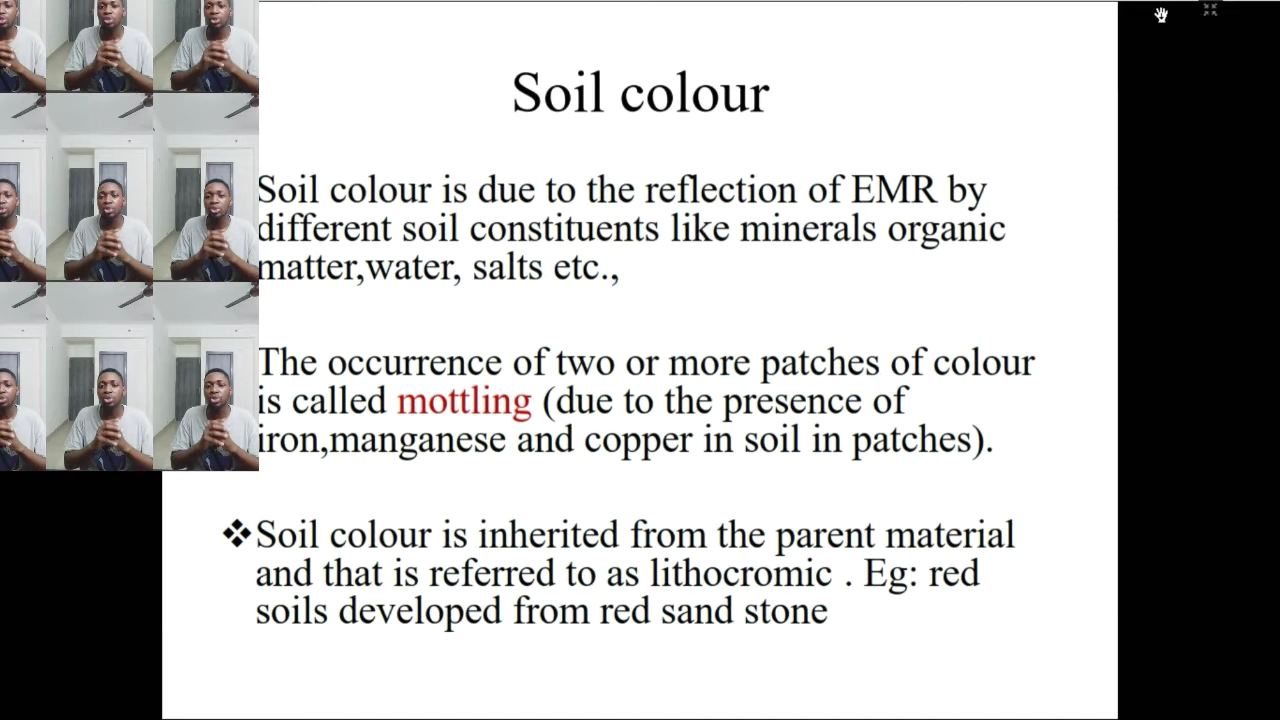 Soil colour
Soil colour is due to the reflection of EMR by
different soil constituents like minerals organic
matter,water, salts etc.,
The occurrence of two or more patches of colour
is called mottling (due to the presence of
iron,manganese and copper in soil in patches).
❖Soil colour is inherited from the parent material
and that is referred to as lithocromic . Eg: red
soils developed from red sand stone